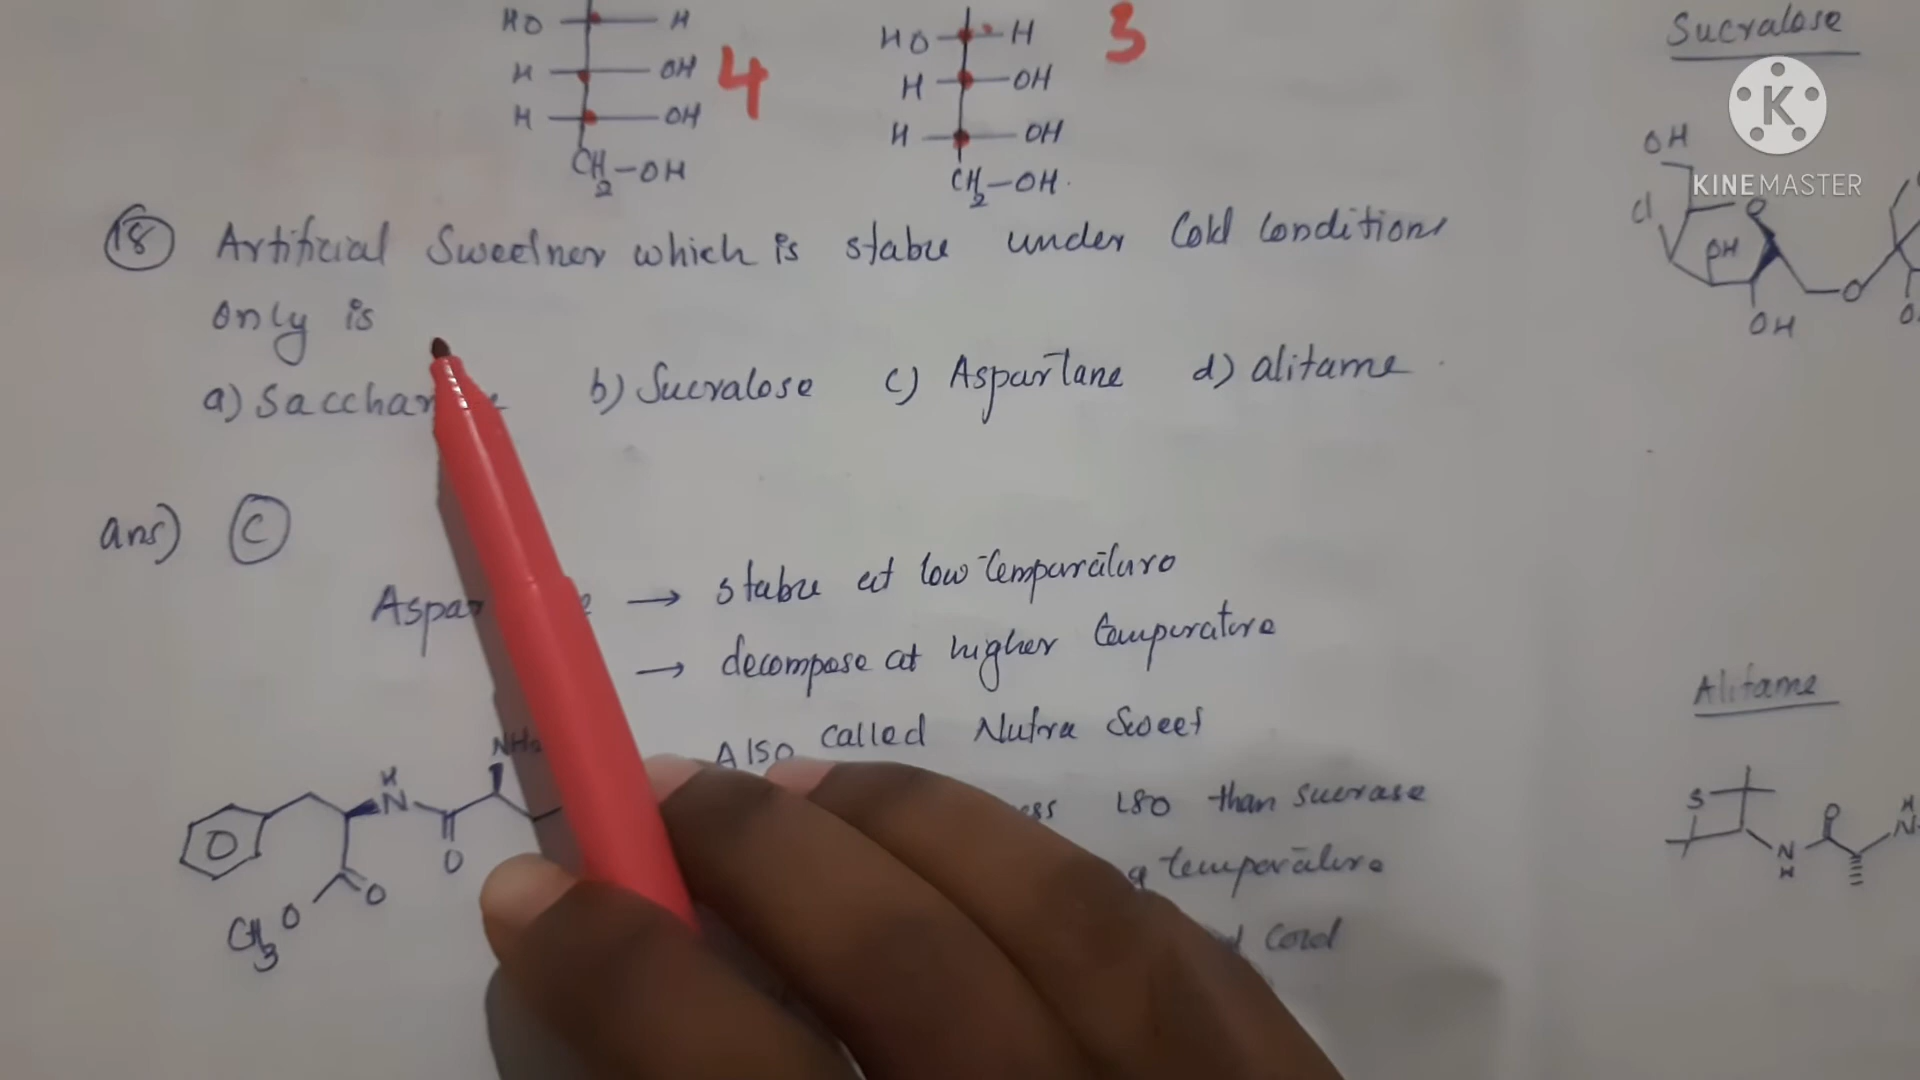 HO H
H OH 4
H OH
CH2-OH
HO H 3
H OH
H OH
CH2-OH.
Sucralose
K
KINEMASTER
OH
Cl
O
OH
OH
O
18 Artificial Sweetner which is stable under Cold Conditions
only is
a) Sacchar b) Sucralose c) Aspartane d) alitame.
ans) C
Aspar → stable at low temparature
→ decompose at higher temperature
Also called Nutra Sweet
180 than sucrase
temperature
Cold
NH2
H
N
O
O
CH3O
Alitame
S
N
H
O
H
N